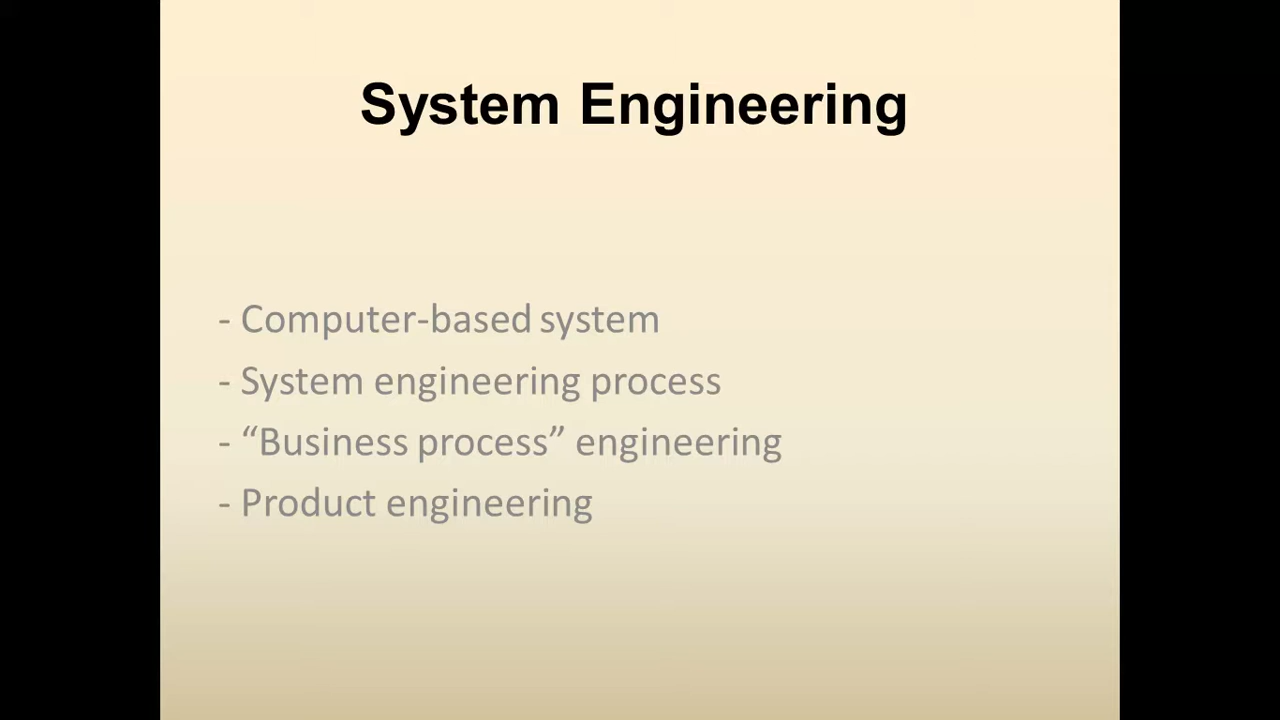 System Engineering
- Computer-based system
- System engineering process
- “Business process” engineering
- Product engineering